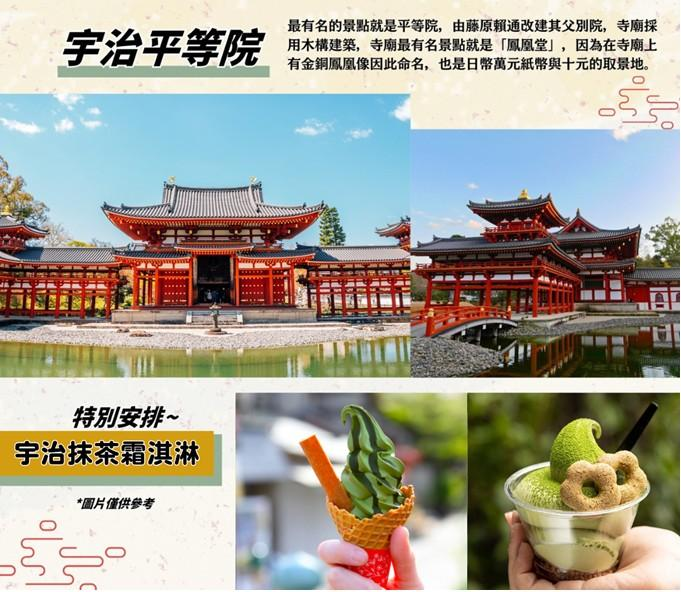 宇治平等院
最有名的景點就是平等院，由藤原賴通改建其父別院，寺廟採
用木構建築，寺廟最有名景點就是「鳳凰堂」，因為在寺廟上
有金銅鳳凰像因此命名，也是日幣萬元紙幣與十元的取景地。
特別安排~
宇治抹茶霜淇淋
*圖片僅供參考